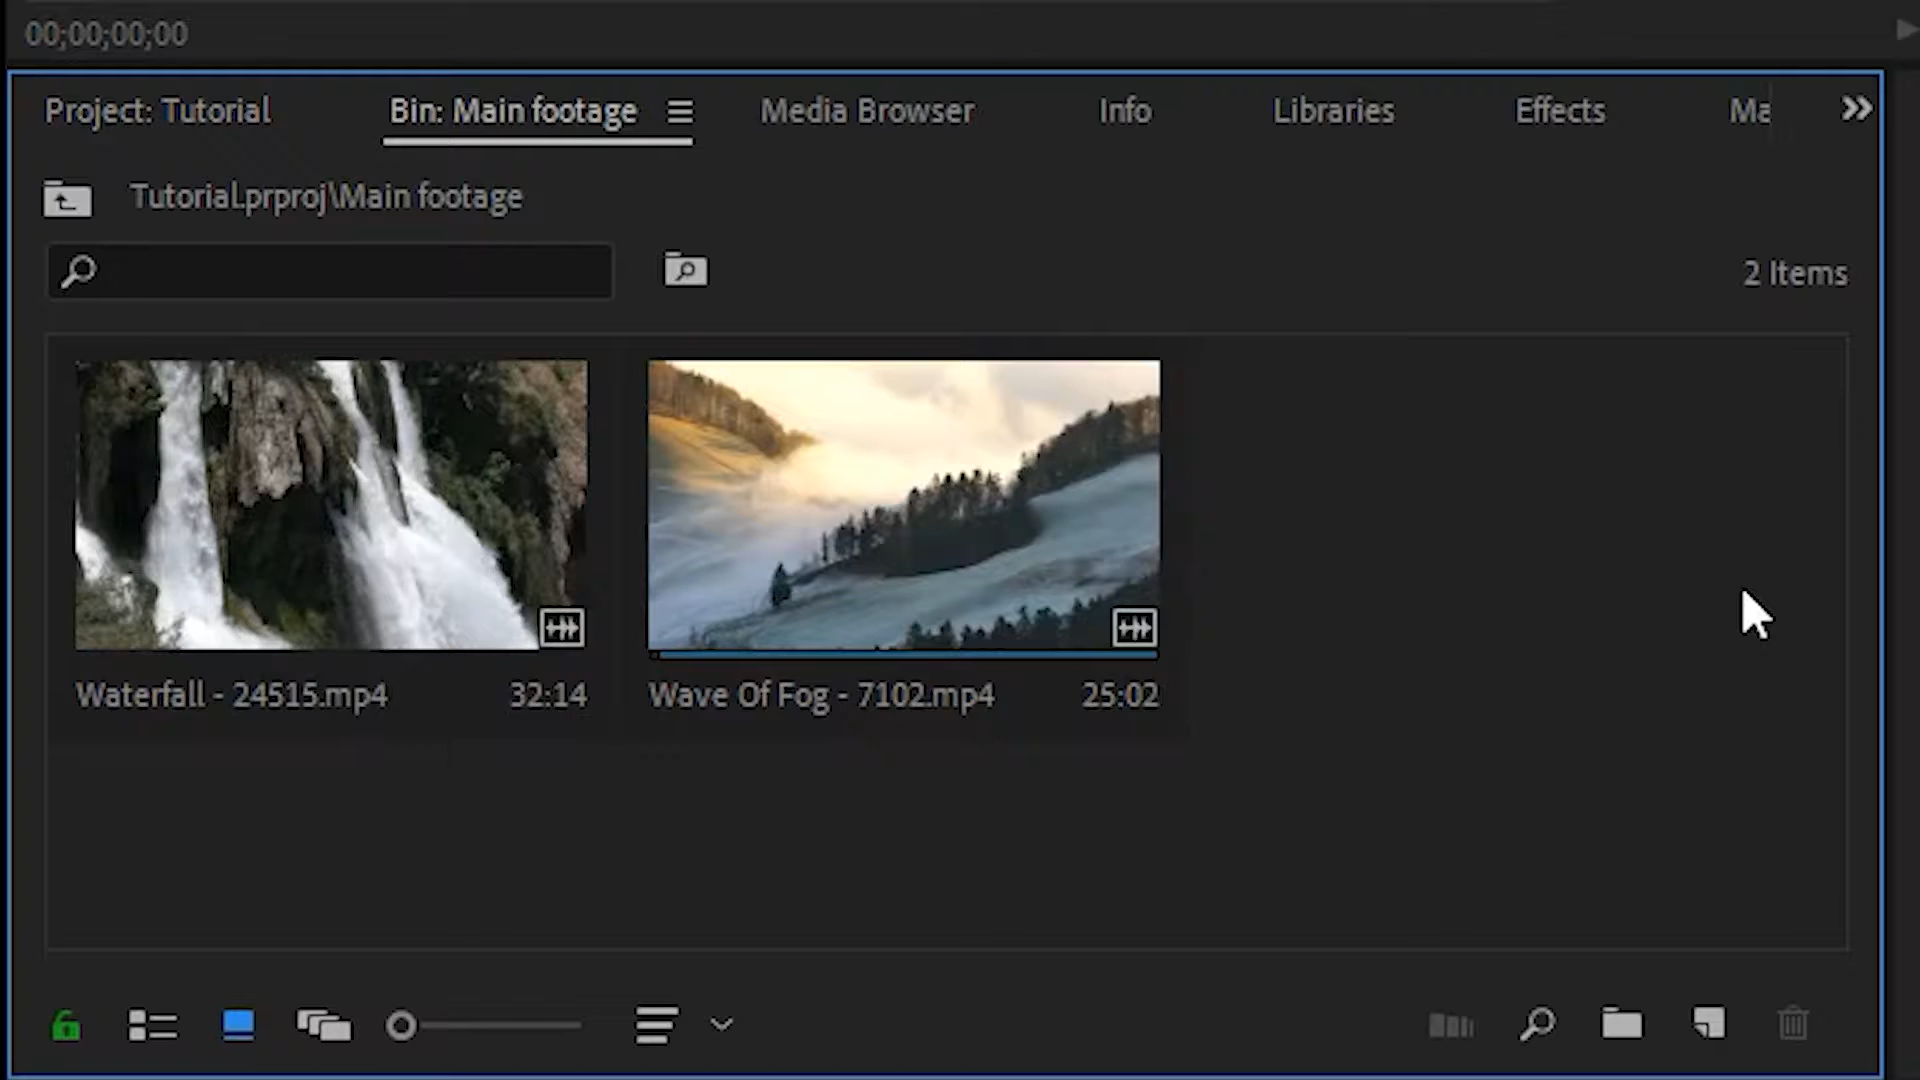 00;00;00;00
Project: Tutorial Bin: Main footage Media Browser Info Libraries Effects Ma
Tutorial.prproj\Main footage
2 Items
Waterfall - 24515.mp4 32:14 Wave Of Fog - 7102.mp4 25:02